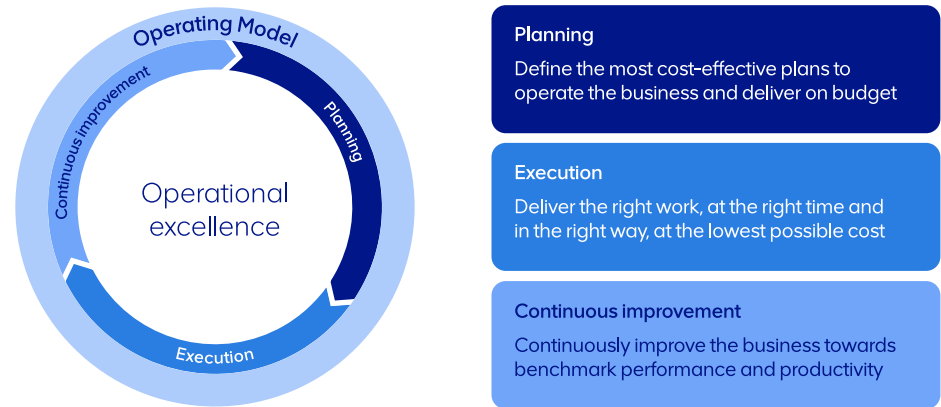 Operating Model
Continuous improvement
Planning
Operational
excellence
Execution
Planning
Define the most cost-effective plans to
operate the business and deliver on budget
Execution
Deliver the right work, at the right time and
in the right way, at the lowest possible cost
Continuous improvement
Continuously improve the business towards
benchmark performance and productivity